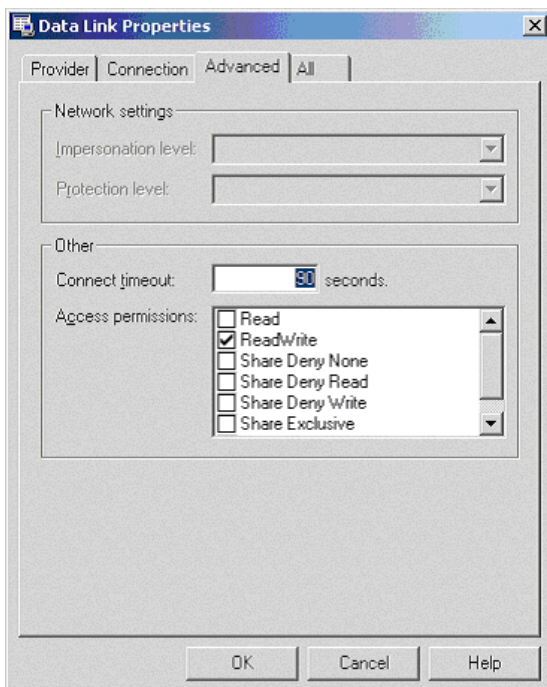 Data Link Properties
Provider Connection Advanced All
Network settings
Impersonation level:
Protection level:
Other
Connect timeout: 90 seconds.
Access permissions:
Read
ReadWrite
Share Deny None
Share Deny Read
Share Deny Write
Share Exclusive
OK Cancel Help